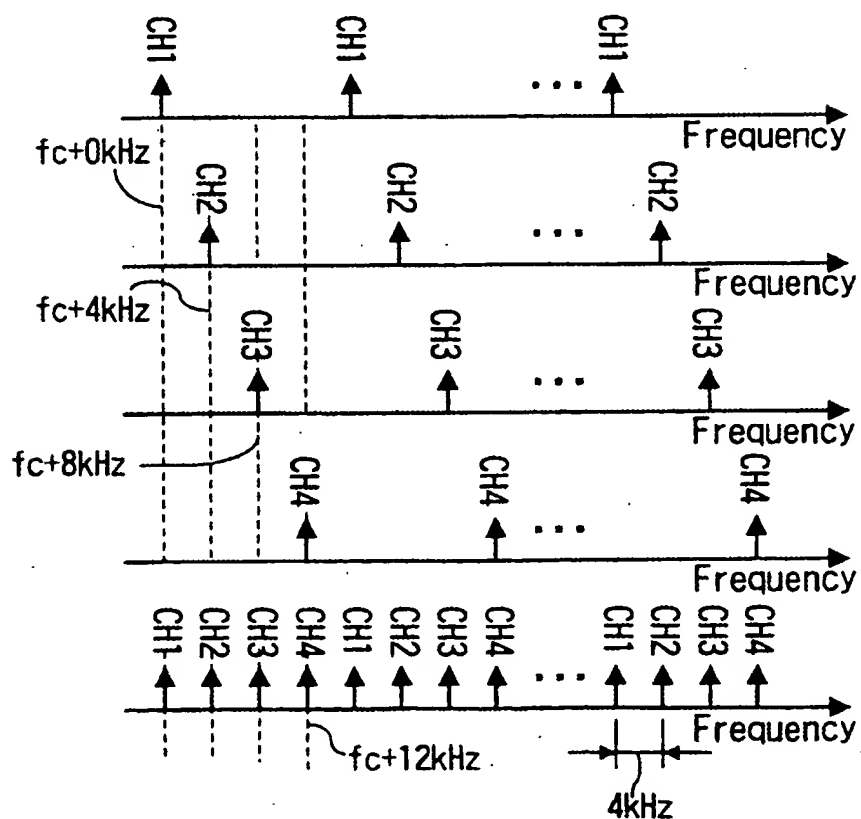 CH1 CH1 CH1
Frequency
fc+0kHz
CH2 CH2 CH2
Frequency
fc+4kHz
CH3 CH3 CH3
Frequency
fc+8kHz
CH4 CH4 CH4
Frequency
CH1 CH2 CH3 CH4 CH1 CH2 CH3 CH4 CH1 CH2 CH3 CH4
Frequency
fc+12kHz
4kHz